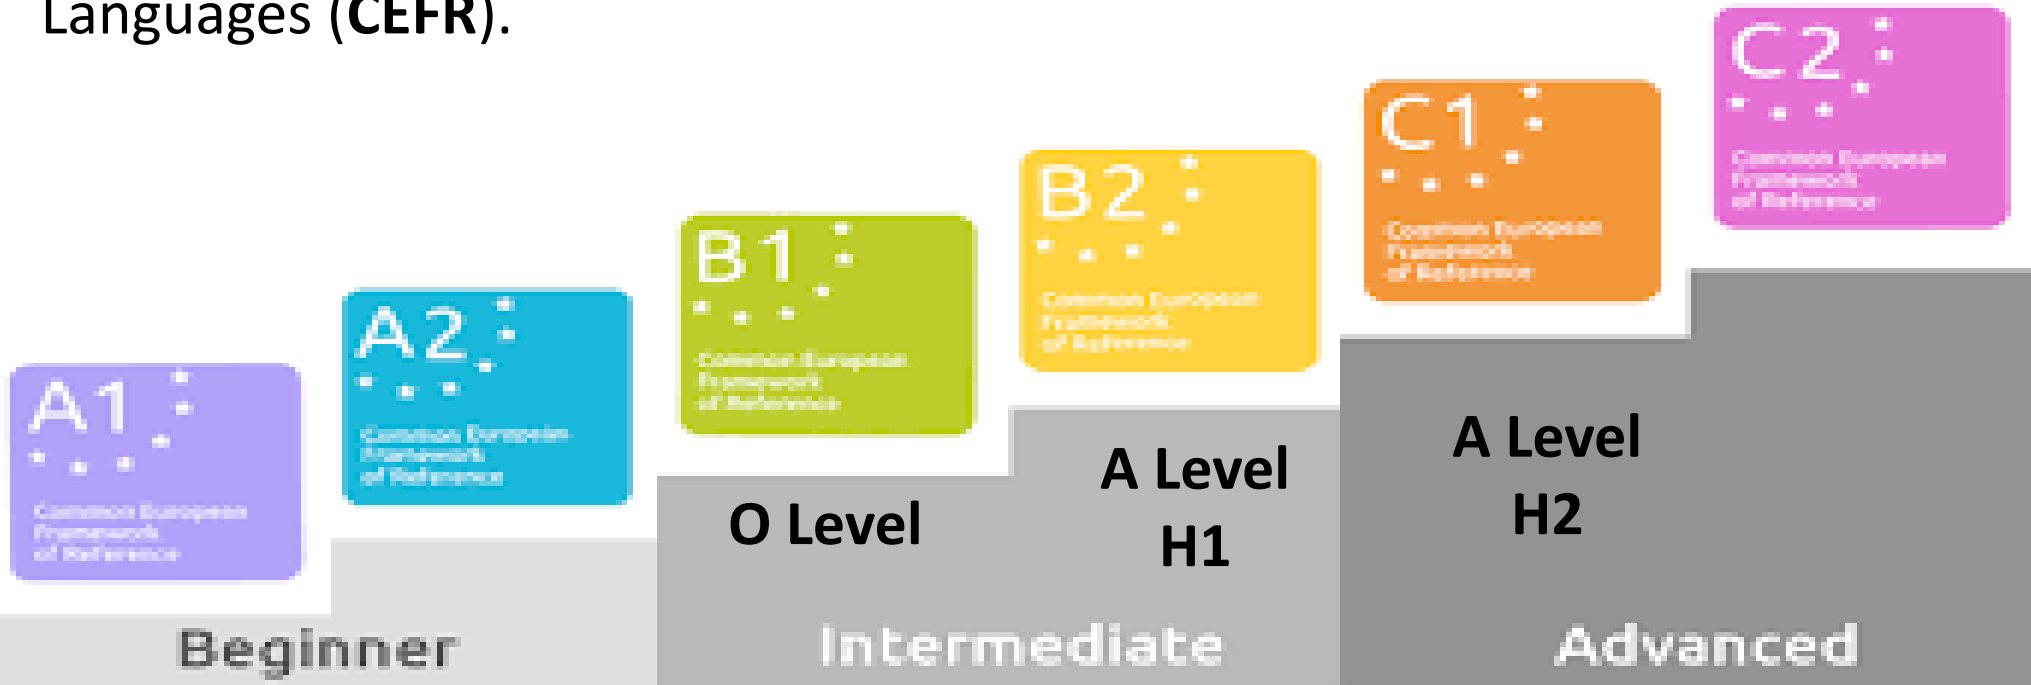 Languages (CEFR).
C2
Common European
Framework
of Reference
C1
Common European
Framework
of Reference
B2
Common European
Framework
of Reference
B1
Common European
Framework
of Reference
A2
Common European
Framework
of Reference
A1
Common European
Framework
of Reference
O Level
A Level
H1
A Level
H2
Beginner
Intermediate
Advanced